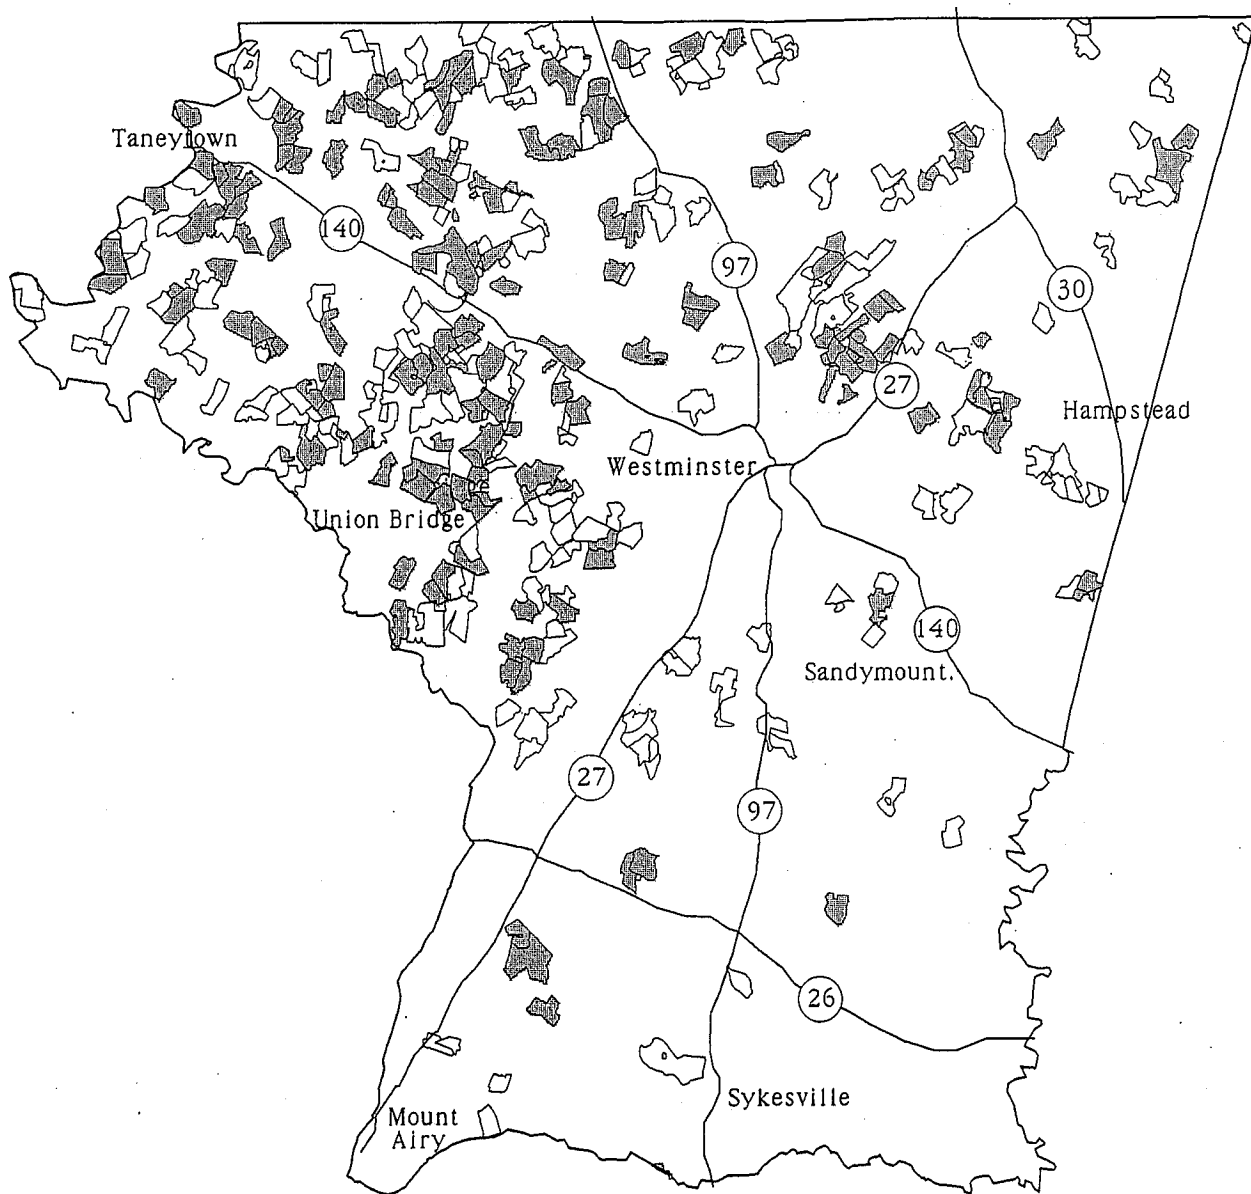 Taneytown
140
97
30
27
Hampstead
Westminster
Union Bridge
140
Sandymount.
27
97
26
Sykesville
Mount
Airy